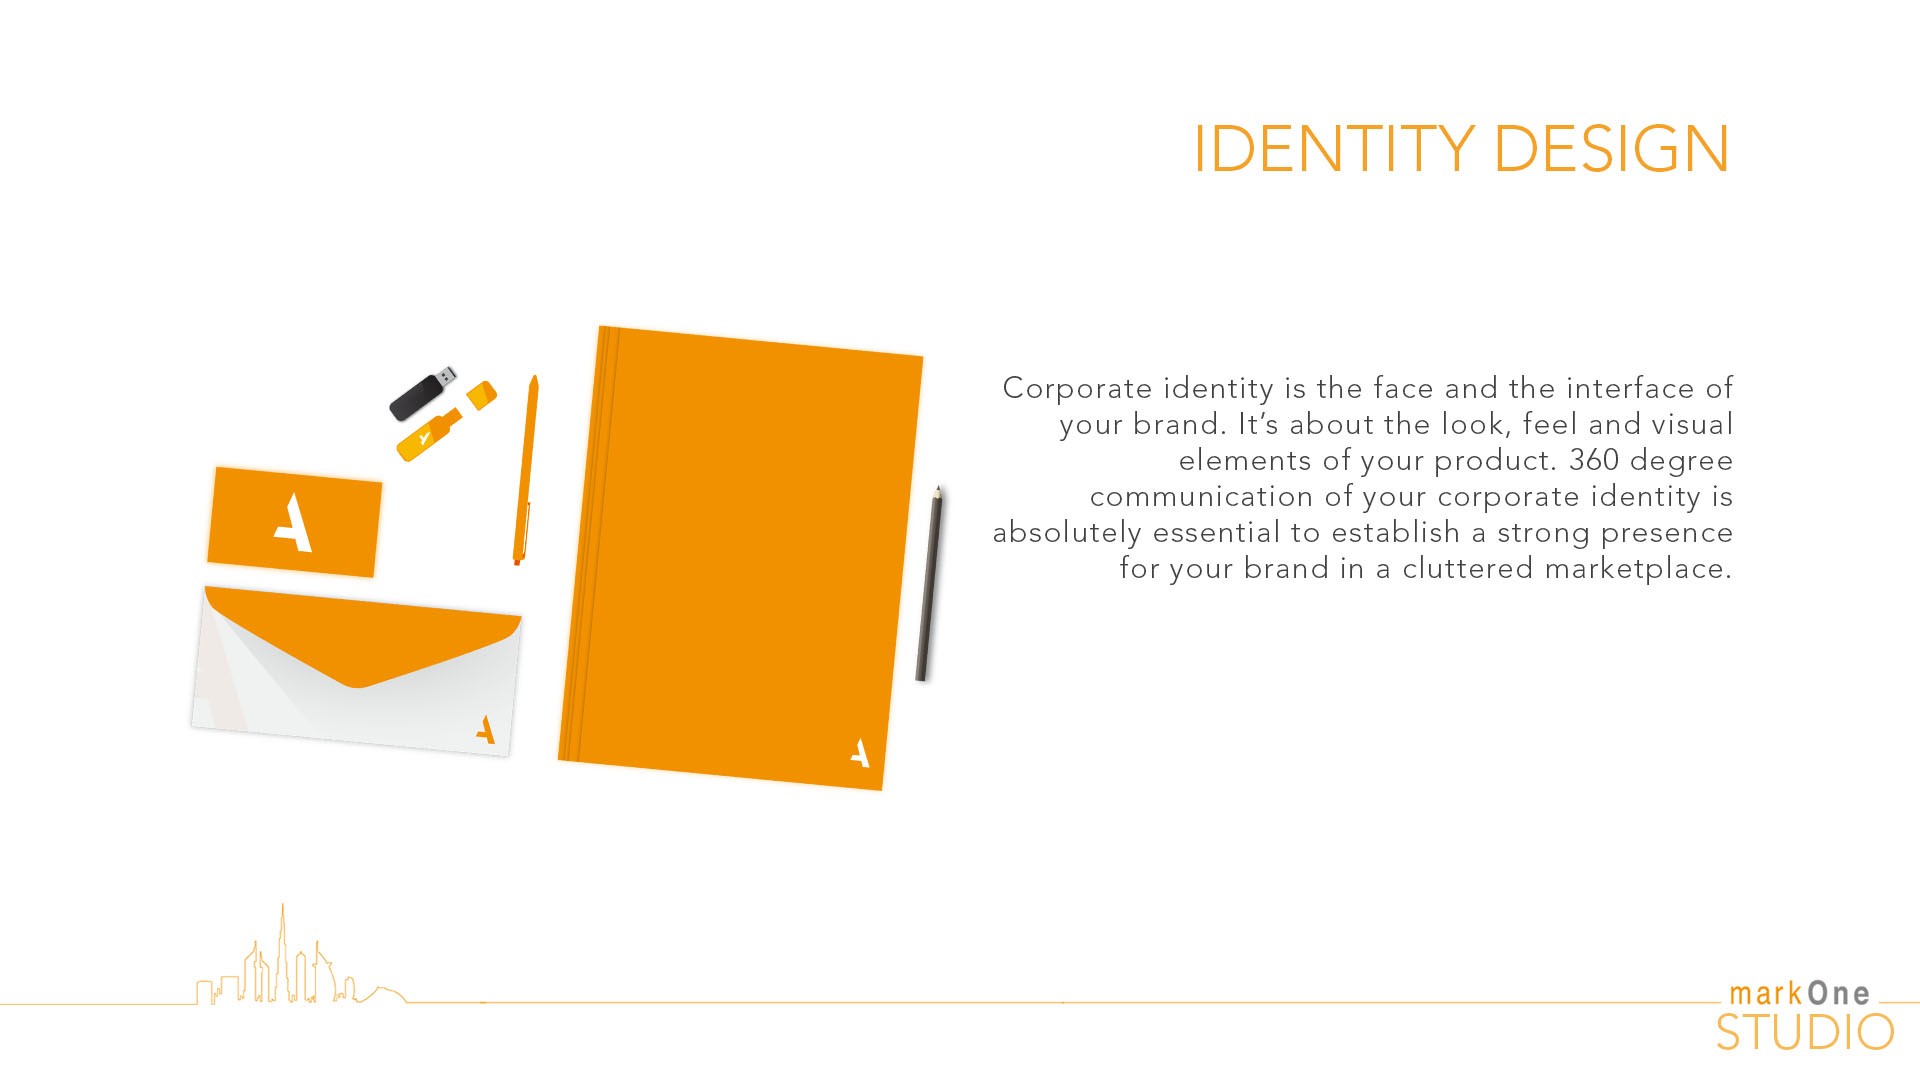 IDENTITY DESIGN
Corporate identity is the face and the interface of
your brand. It’s about the look, feel and visual
elements of your product. 360 degree
communication of your corporate identity is
absolutely essential to establish a strong presence
for your brand in a cluttered marketplace.
markOne
STUDIO